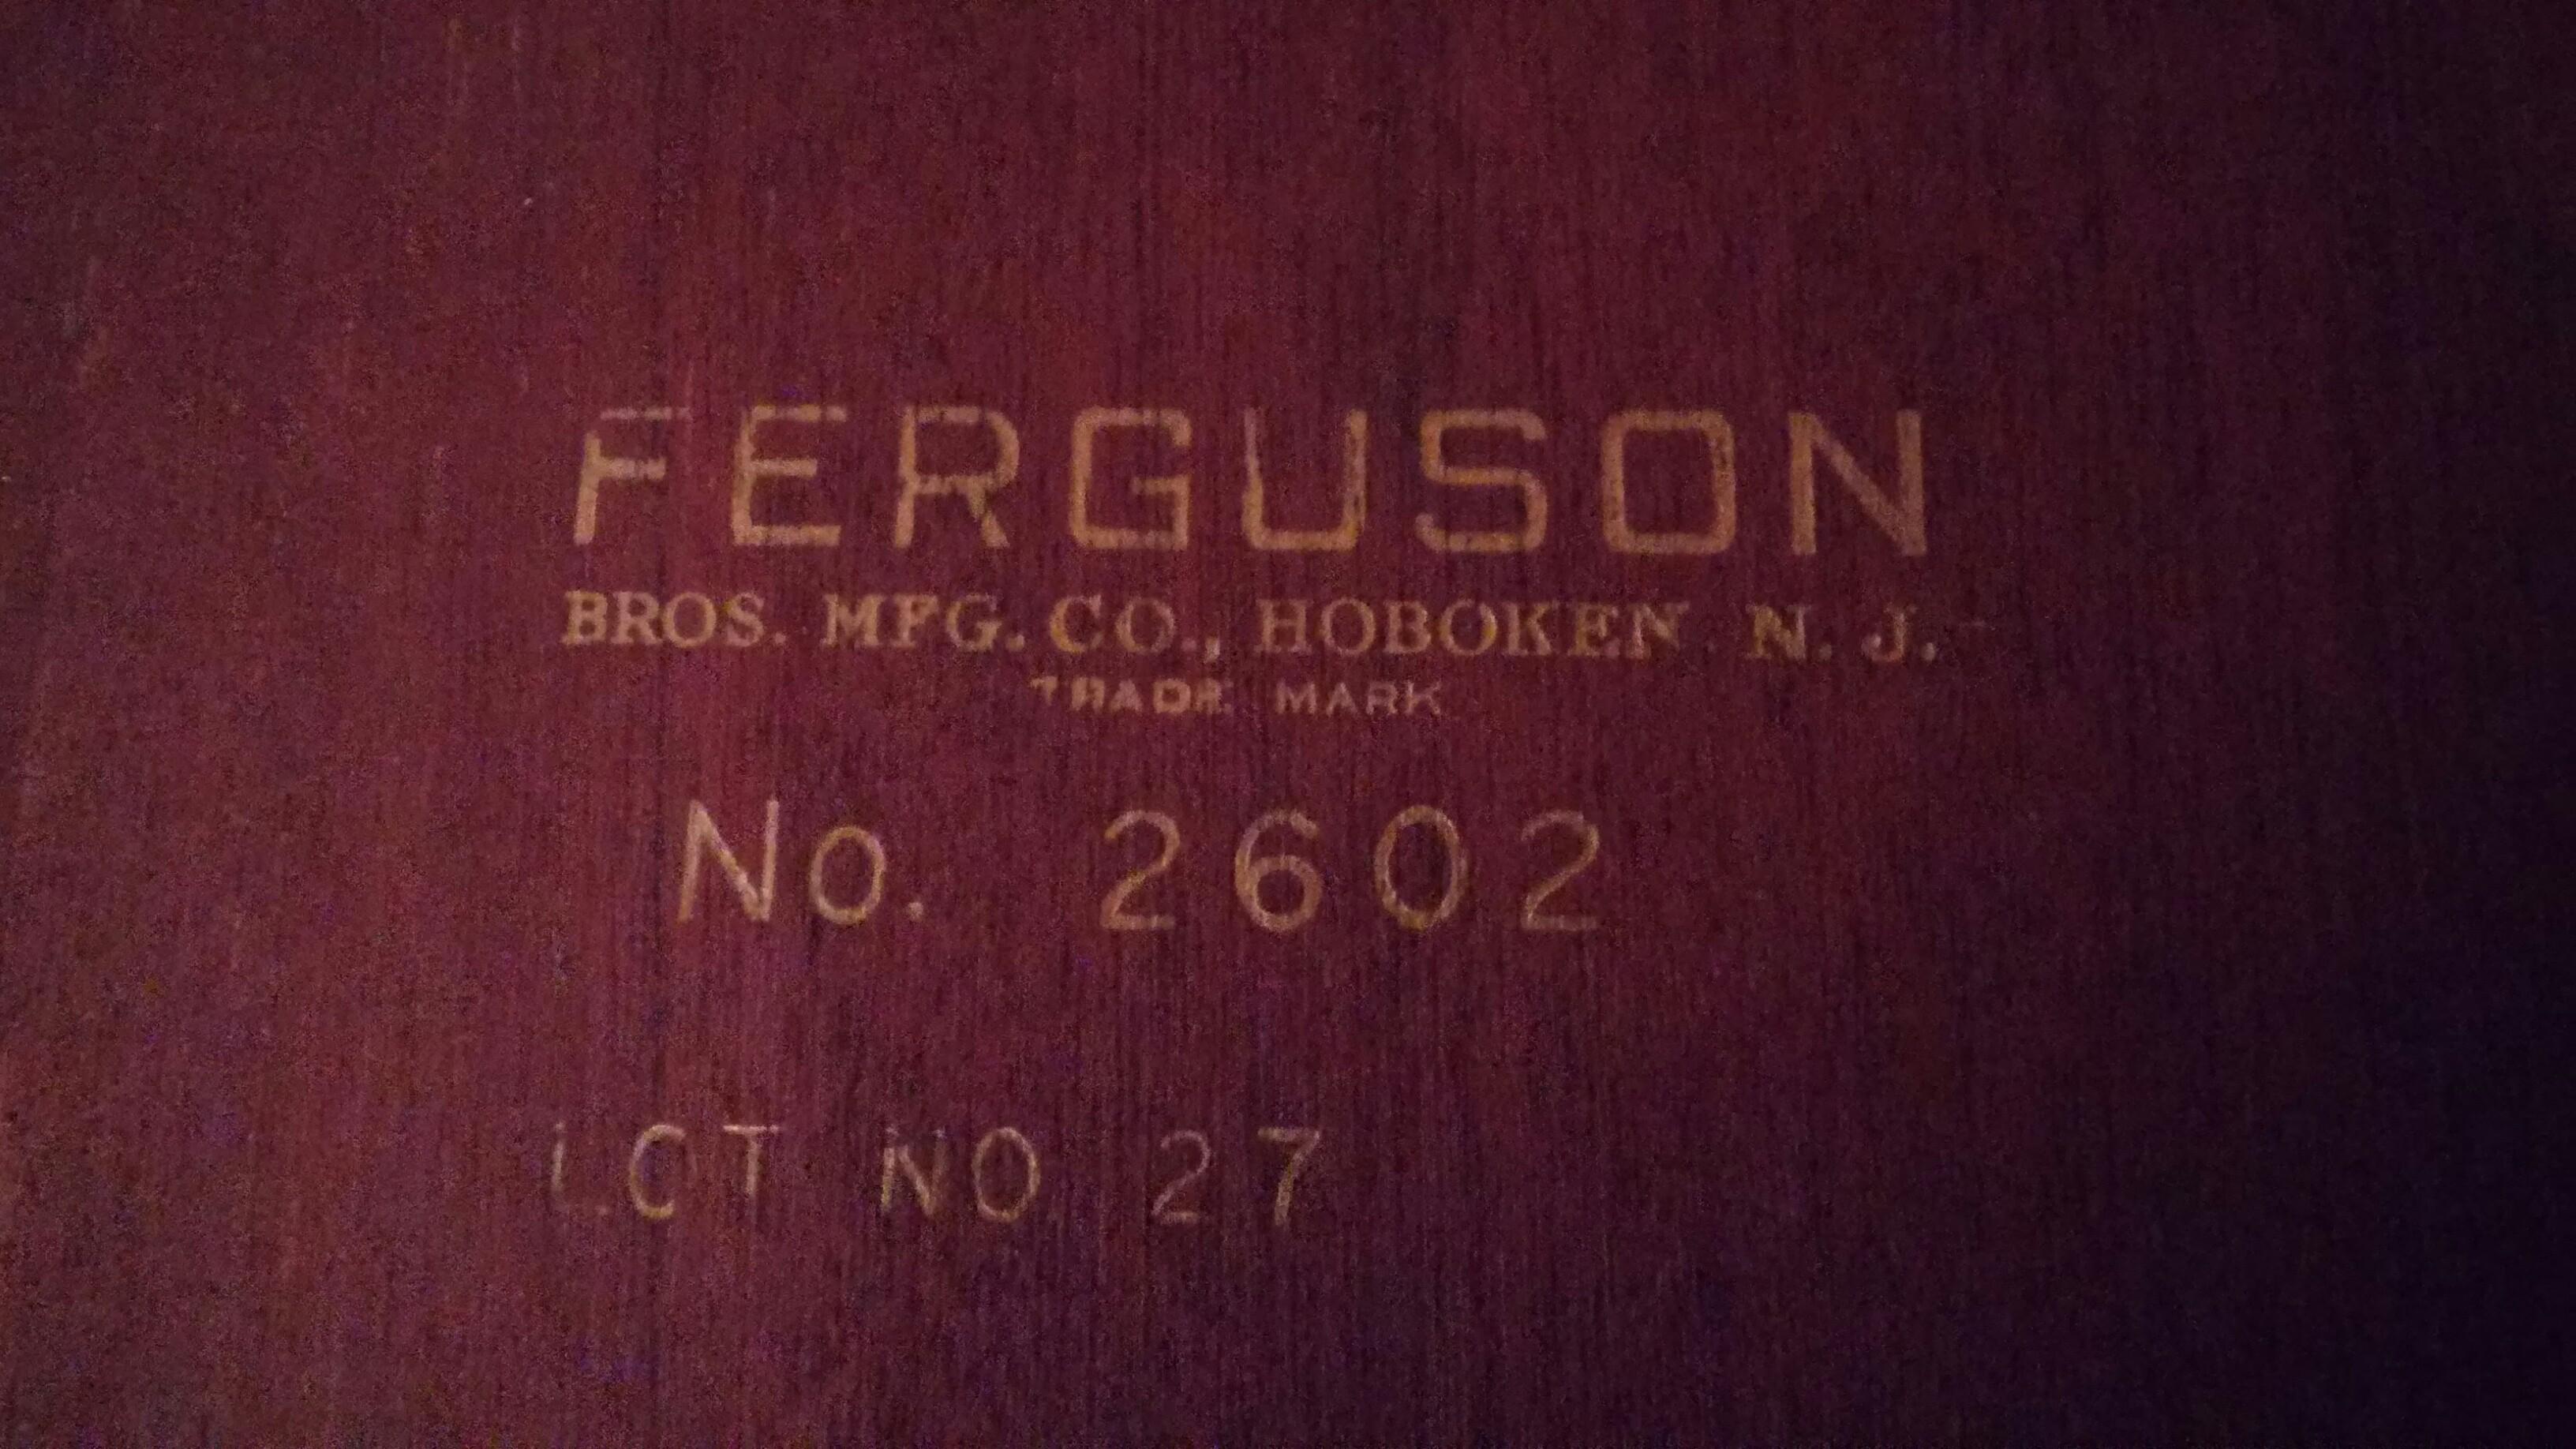 FERGUSON
BROS. MFG. CO., HOBOKEN N. J.
TRADE MARK
No. 2602
LOT NO 27